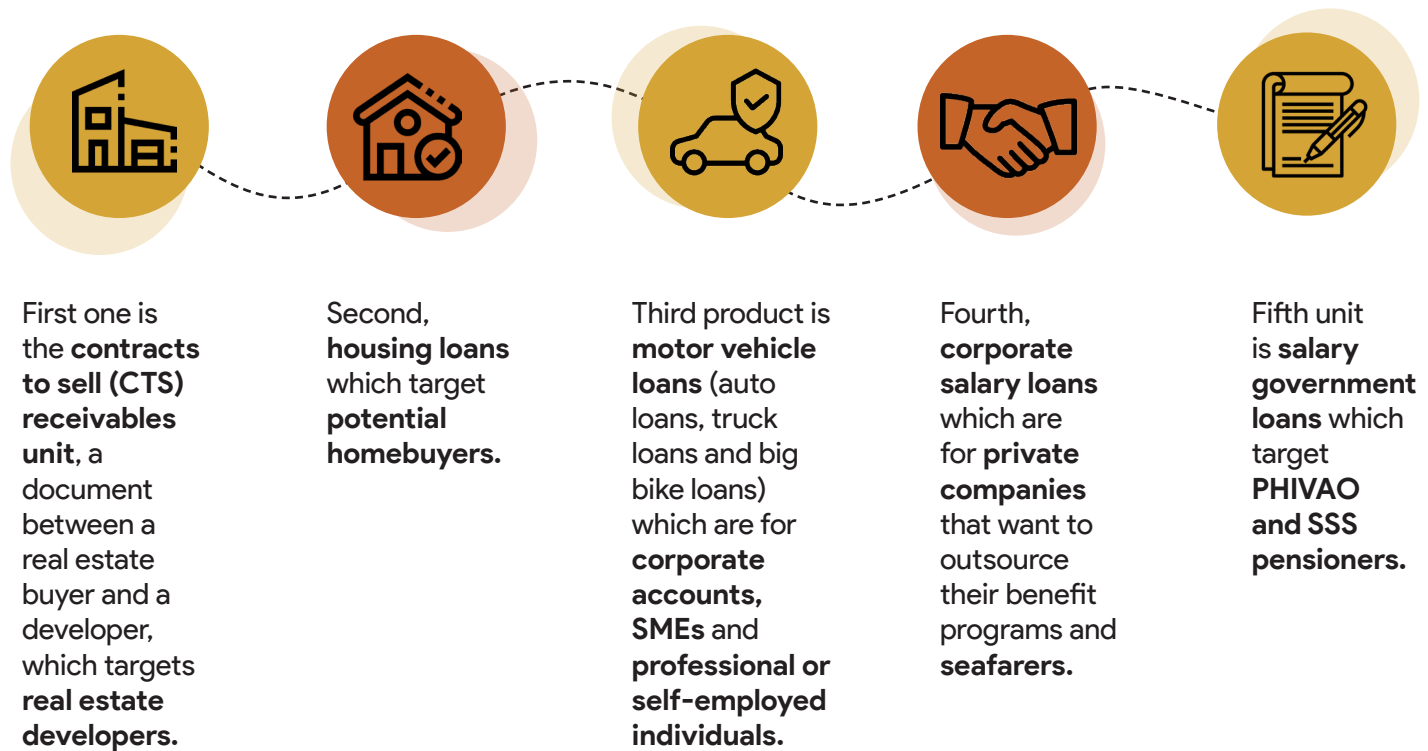 First one is
the contracts
to sell (CTS)
receivables
unit, a
document
between a
real estate
buyer and a
developer,
which targets
real estate
developers.
Second,
housing loans
which target
potential
homebuyers.
Third product is
motor vehicle
loans (auto
loans, truck
loans and big
bike loans)
which are for
corporate
accounts,
SMEs and
professional or
self-employed
individuals.
Fourth,
corporate
salary loans
which are
for private
companies
that want to
outsource
their benefit
programs and
seafarers.
Fifth unit
is salary
government
loans which
target
PHIVAO
and SSS
pensioners.